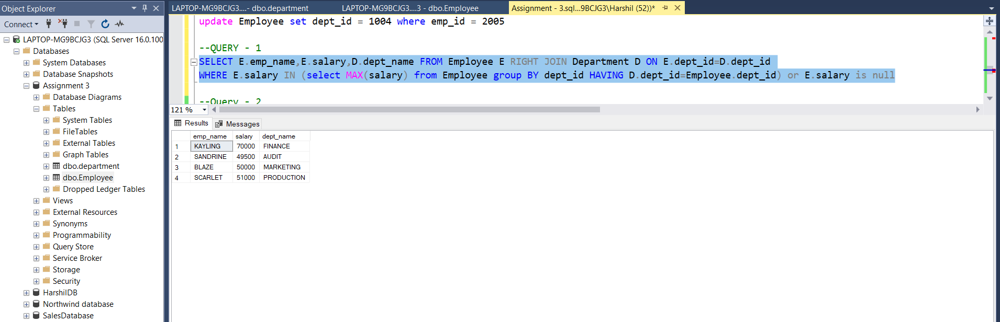 Object Explorer
Connect
LAPTOP-MG9BCJG3 (SQL Server 16.0.100
Databases
System Databases
Database Snapshots
Assignment 3
Database Diagrams
Tables
System Tables
FileTables
External Tables
Graph Tables
dbo.department
dbo.Employee
Dropped Ledger Tables
Views
External Resources
Synonyms
Programmability
Query Store
Service Broker
Storage
Security
HarshilDB
Northwind database
SalesDatabase
LAPTOP-MG9BCJG3....- dbo.department
LAPTOP-MG9BCJG3....3 - dbo.Employee
Assignment - 3.sql...9BCJG3\Harshil (52))*
update Employee set dept_id = 1004 where emp_id = 2005
--QUERY - 1
SELECT E.emp_name,E.salary,D.dept_name FROM Employee E RIGHT JOIN Department D ON E.dept_id=D.dept_id
WHERE E.salary IN (select MAX(salary) from Employee group BY dept_id HAVING D.dept_id=Employee.dept_id) or E.salary is null
--Query - 2
121 %
Results Messages
emp_name salary dept_name
1 KAYLING 70000 FINANCE
2 SANDRINE 49500 AUDIT
3 BLAZE 50000 MARKETING
4 SCARLET 51000 PRODUCTION